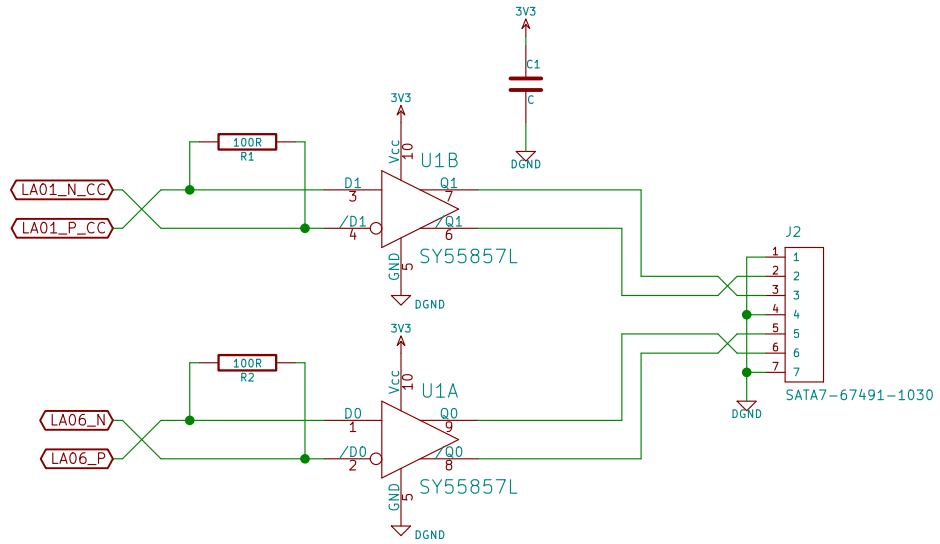 3V3
C1
C
DGND
3V3
Vcc
10
100R
R1
U1B
LA01_N_CC
D1
3
Q1
7
LA01_P_CC
/D1
4
/Q1
6
GND
5
SY55857L
DGND
J2
1 1
2 2
3 3
4 4
5 5
6 6
7 7
SATA7-67491-1030
DGND
3V3
Vcc
10
100R
R2
U1A
LA06_N
D0
1
Q0
9
LA06_P
/D0
2
/Q0
8
GND
5
SY55857L
DGND